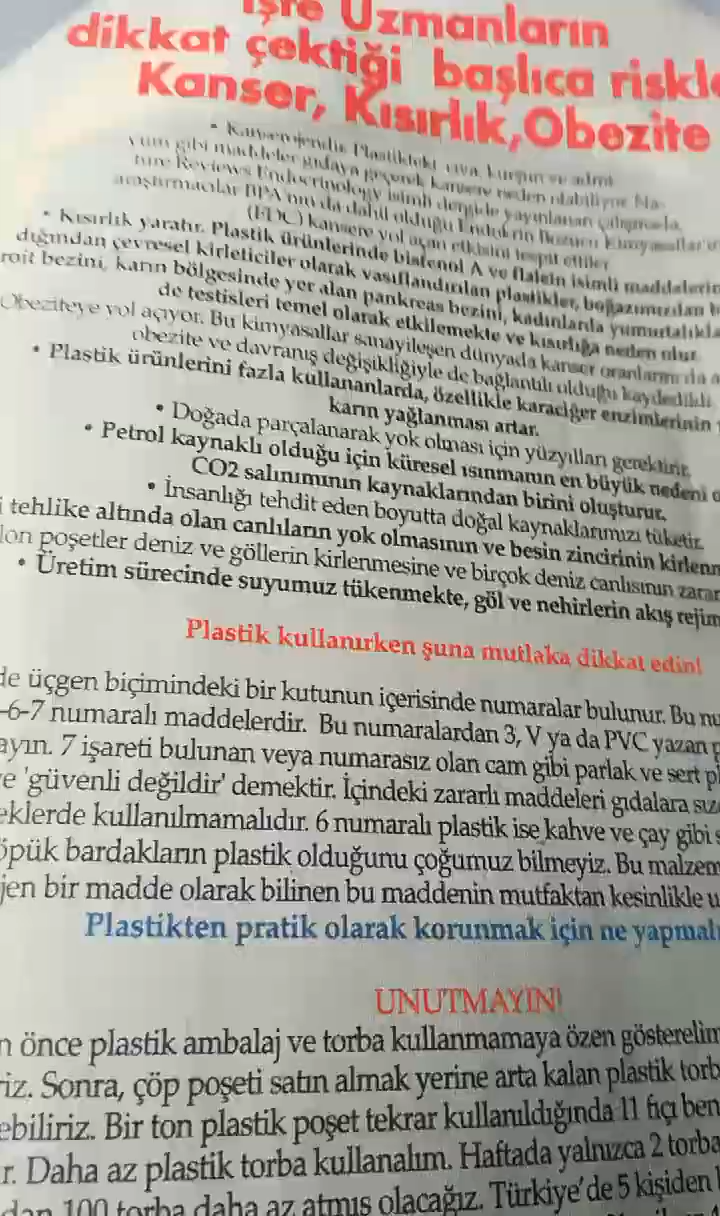 İşte Uzmanların
dikkat çektiği başlıca riskle
Kanser, Kısırlık,Obezite
• Kanserojendir. Plastikteki civa, kurşun ve
gibi maddeler gıdaya geçerek kansere neden olabiliyor. Na-
ture Reviews Endocrinology isimli dergide yayınlanan çalışmada,
araştırmacılar BPA'nın da dahil olduğu Endokrin Bozucu Kimyasallar'ın
(EDC) kansere yol açan etkisini tespit ettiler
• Kısırlık yaratır. Plastik ürünlerinde bisfenol A ve ftalein isimli maddelerin
dığından çevresel kirleticiler olarak vasıflandırılan plastikler, boğazımızdan b
roit bezini, karın bölgesinde yer alan pankreas bezini, kadınlarda yumurtalıkla
de testisleri temel olarak etkilemekte ve kısırlığa neden olur.
Obeziteye yol açıyor. Bu kimyasallar sanayileşen dünyada kanser oranlarını da a
obezite ve davranış değişikliğiyle de bağlantılı olduğu kaydedildi.
• Plastik ürünlerini fazla kullananlarda, özellikle karaciğer enzimlerinin
karın yağlanması artar.
• Doğada parçalanarak yok olması için yüzyılları gerektirir.
• Petrol kaynaklı olduğu için küresel ısınmanın en büyük nedeni o
CO2 salınımının kaynaklarından birini oluşturur.
• İnsanlığı tehdit eden boyutta doğal kaynaklarımızı tüketir.
i tehlike altında olan canlıların yok olmasının ve besin zincirinin kirlenm
lon poşetler deniz ve göllerin kirlenmesine ve birçok deniz canlısının zarar
• Üretim sürecinde suyumuz tükenmekte, göl ve nehirlerin akış rejim
Plastik kullanırken şuna mutlaka dikkat edin!
de üçgen biçimindeki bir kutunun içerisinde numaralar bulunur. Bu nu
-6-7 numaralı maddelerdir. Bu numaralardan 3, V ya da PVC yazan p
ayın. 7 işareti bulunan veya numarasız olan cam gibi parlak ve sert pl
e 'güvenli değildir' demektir. İçindeki zararlı maddeleri gıdalara sız
eklerde kullanılmamalıdır. 6 numaralı plastik ise kahve ve çay gibi s
öpük bardakların plastik olduğunu çoğumuz bilmeyiz. Bu malzem
jen bir madde olarak bilinen bu maddenin mutfaktan kesinlikle u
Plastikten pratik olarak korunmak için ne yapmalı
UNUTMAYIN!
n önce plastik ambalaj ve torba kullanmamaya özen gösterelim
riz. Sonra, çöp poşeti satın almak yerine arta kalan plastik torb
ebiliriz. Bir ton plastik poşet tekrar kullanıldığında 11 fıçı ben
r. Daha az plastik torba kullanalım. Haftada yalnızca 2 torba
dan 100 torba daha az atmış olacağız. Türkiye'de 5 kişiden